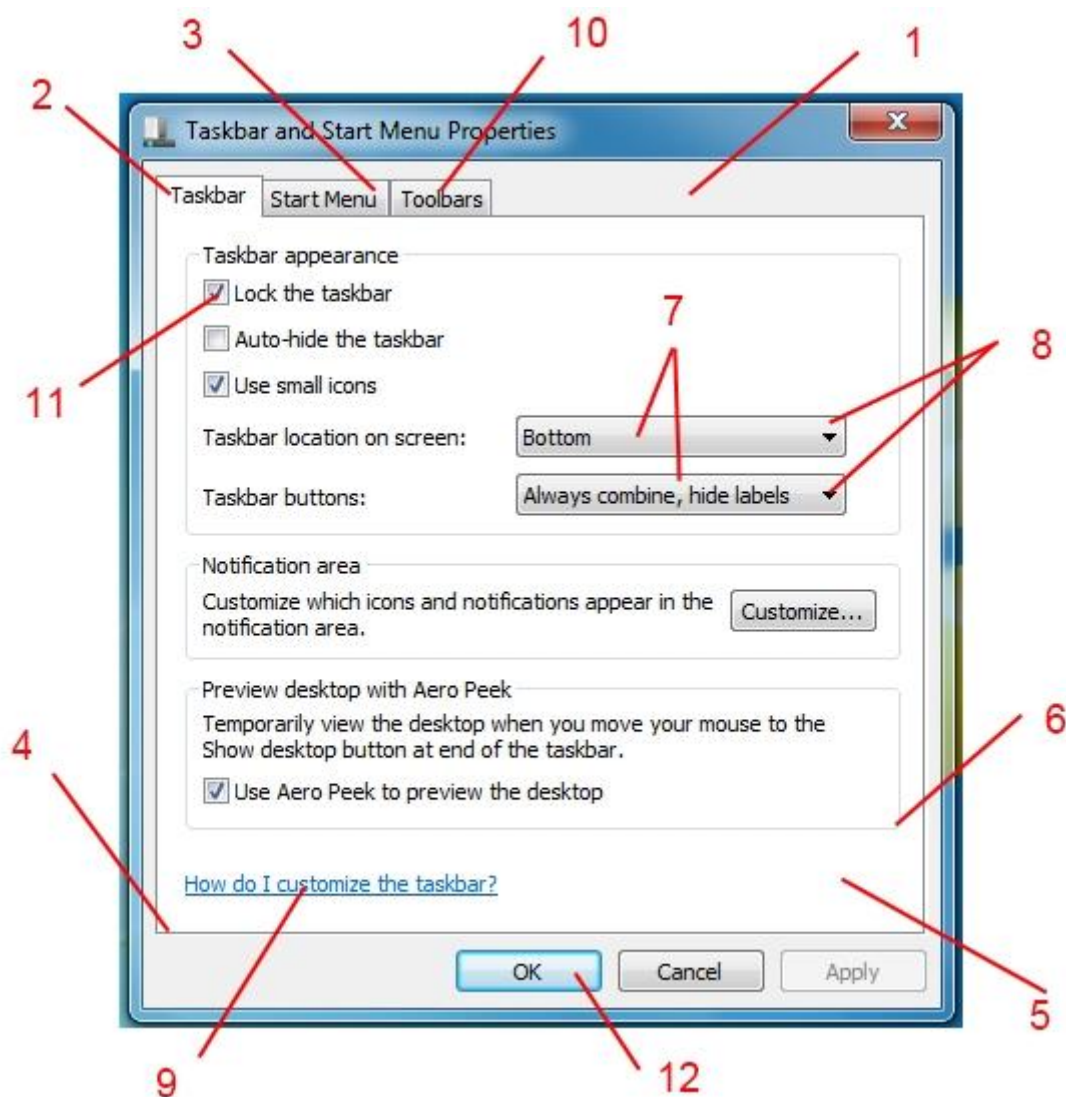 3
10
1
2
Taskbar and Start Menu Properties
Taskbar
Start Menu
Toolbars
Taskbar appearance
Lock the taskbar
7
Auto-hide the taskbar
8
11
Use small icons
Taskbar location on screen:
Bottom
Taskbar buttons:
Always combine, hide labels
Notification area
Customize which icons and notifications appear in the
notification area.
Customize...
Preview desktop with Aero Peek
Temporarily view the desktop when you move your mouse to the
Show desktop button at end of the taskbar.
6
4
Use Aero Peek to preview the desktop
How do I customize the taskbar?
OK
Cancel
Apply
5
9
12